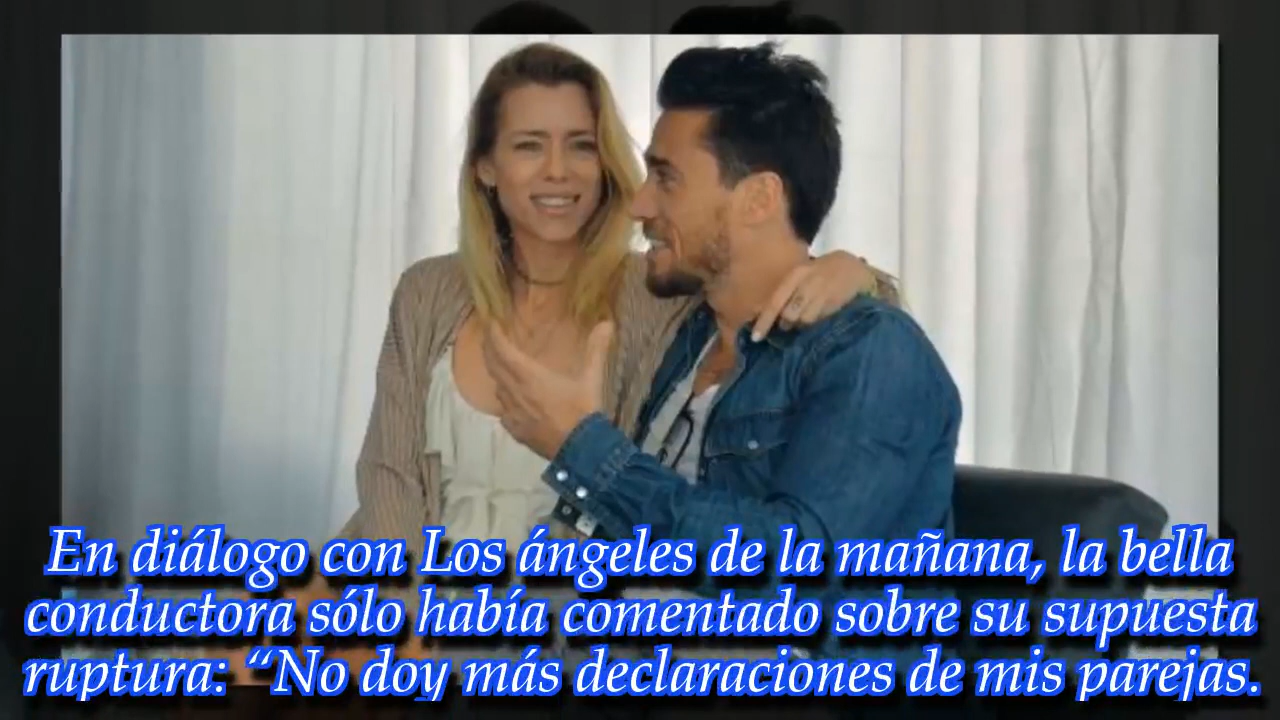 En diálogo con Los ángeles de la mañana, la bella
conductora sólo había comentado sobre su supuesta
ruptura: “No doy más declaraciones de mis parejas.